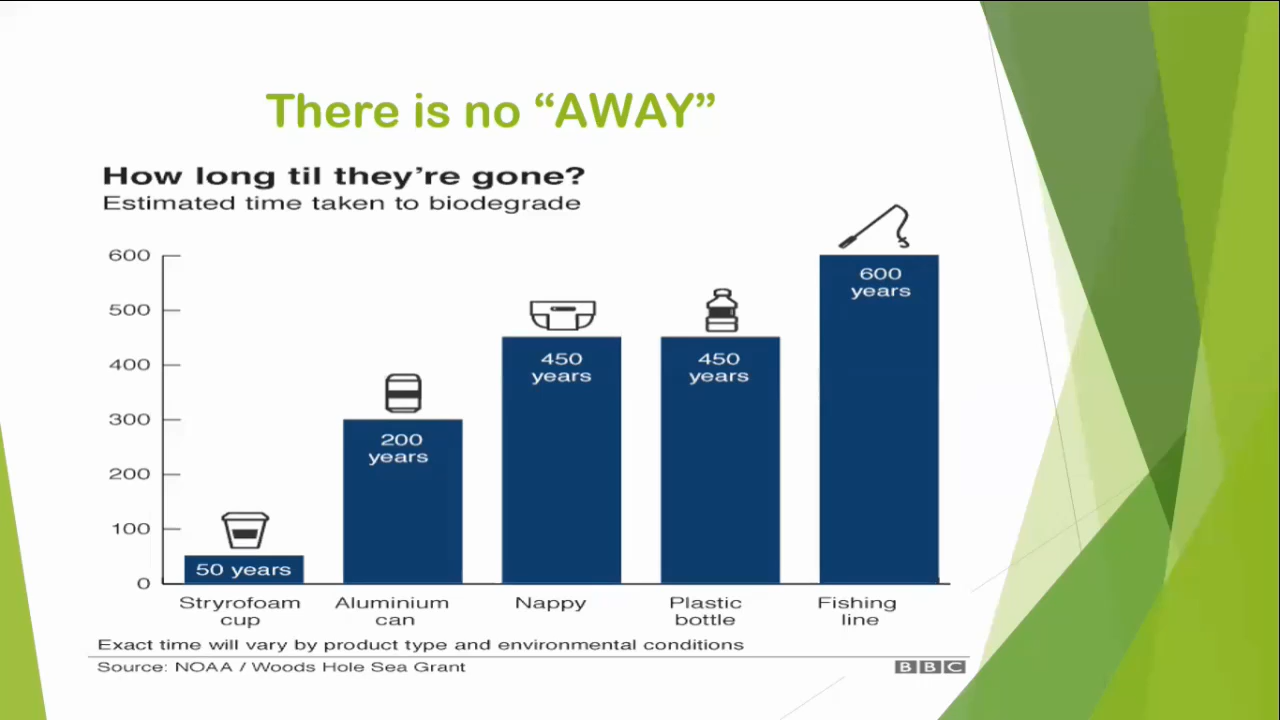 There is no “AWAY”
How long til they’re gone?
Estimated time taken to biodegrade
600
500
400
300
200
100
0
50 years
200
years
450
years
450
years
600
years
Stryrofoam
cup
Aluminium
can
Nappy
Plastic
bottle
Fishing
line
Exact time will vary by product type and environmental conditions
Source: NOAA / Woods Hole Sea Grant
BBC